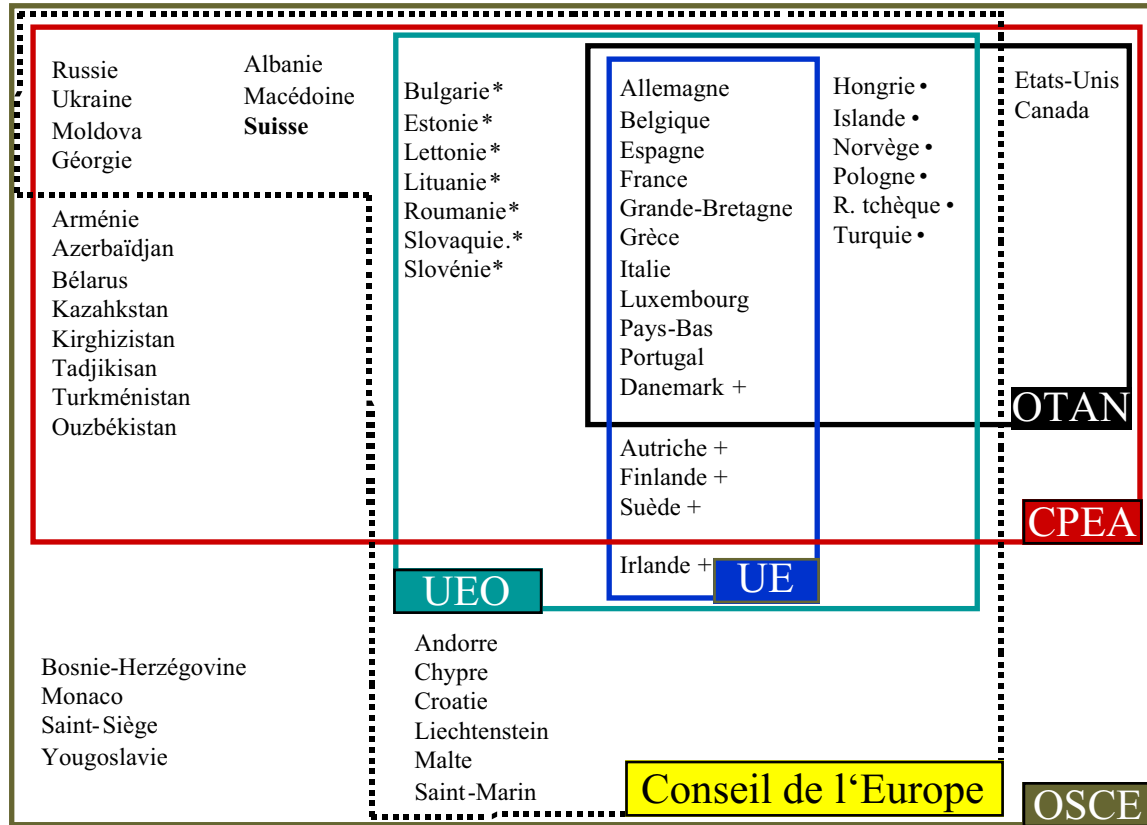 Russie
Ukraine
Moldova
Géorgie
Albanie
Macédoine
Suisse
Arménie
Azerbaïdjan
Bélarus
Kazahkstan
Kirghizistan
Tadjikisan
Turkménistan
Ouzbékistan
Bulgarie*
Estonie*
Lettonie*
Lituanie*
Roumanie*
Slovaquie.*
Slovénie*
Allemagne
Belgique
Espagne
France
Grande-Bretagne
Grèce
Italie
Luxembourg
Pays-Bas
Portugal
Danemark +
Autriche +
Finlande +
Suède +
Irlande +
Hongrie •
Islande •
Norvège •
Pologne •
R. tchèque •
Turquie •
Etats-Unis
Canada
OTAN
CPEA
UE
UEO
Bosnie-Herzégovine
Monaco
Saint-Siège
Yougoslavie
Andorre
Chypre
Croatie
Liechtenstein
Malte
Saint-Marin
Conseil de l‘Europe
OSCE